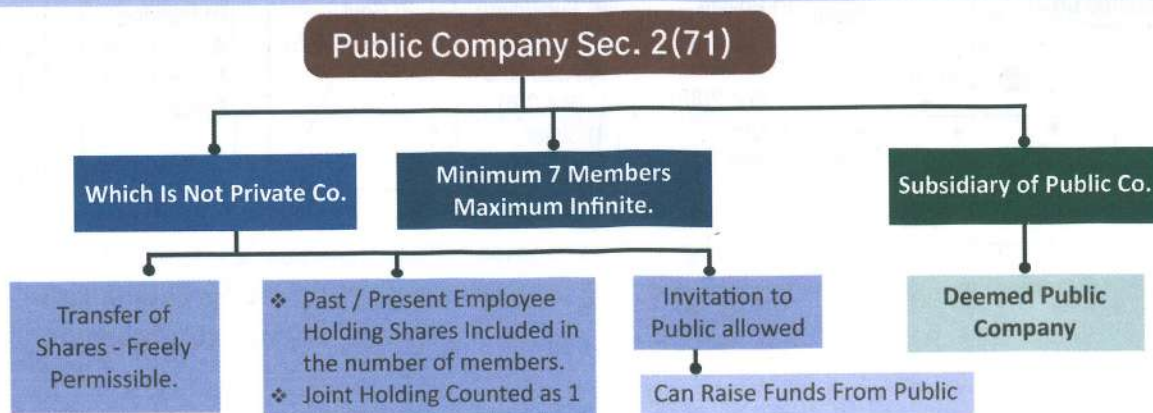 Public Company Sec. 2(71)
Which Is Not Private Co.
Minimum 7 Members
Maximum Infinite.
Subsidiary of Public Co.
Transfer of
Shares - Freely
Permissible.
❖ Past / Present Employee
Holding Shares Included in
the number of members.
❖ Joint Holding Counted as 1
Invitation to
Public allowed
Can Raise Funds From Public
Deemed Public
Company